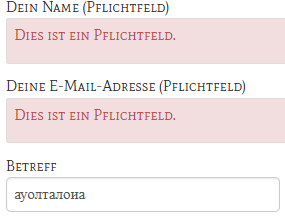 Dein Name (Pflichtfeld)
Dies ist ein Pflichtfeld.
Deine E-Mail-Adresse (Pflichtfeld)
Dies ist ein Pflichtfeld.
Betreff
ауолталоиа